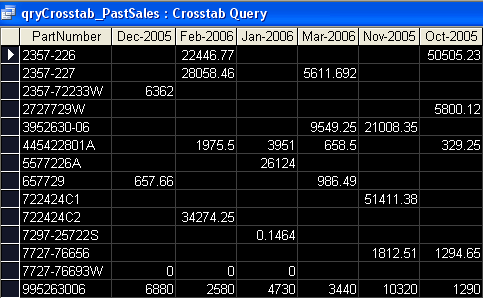 qryCrosstab_PastSales : Crosstab Query
PartNumber Dec-2005 Feb-2006 Jan-2006 Mar-2006 Nov-2005 Oct-2005
2357-226 22446.77 50505.23
2357-227 28058.46 5611.692
2357-72233W 6362
2727729W 5800.12
3952630-06 9549.25 21008.35
445422801A 1975.5 3951 658.5 329.25
5577226A 26124
657729 657.66 986.49
722424C1 51411.38
722424C2 34274.25
7297-25722S 0.1464
7727-76656 1812.51 1294.65
7727-76693W 0 0 0
995263006 6880 2580 4730 3440 10320 1290